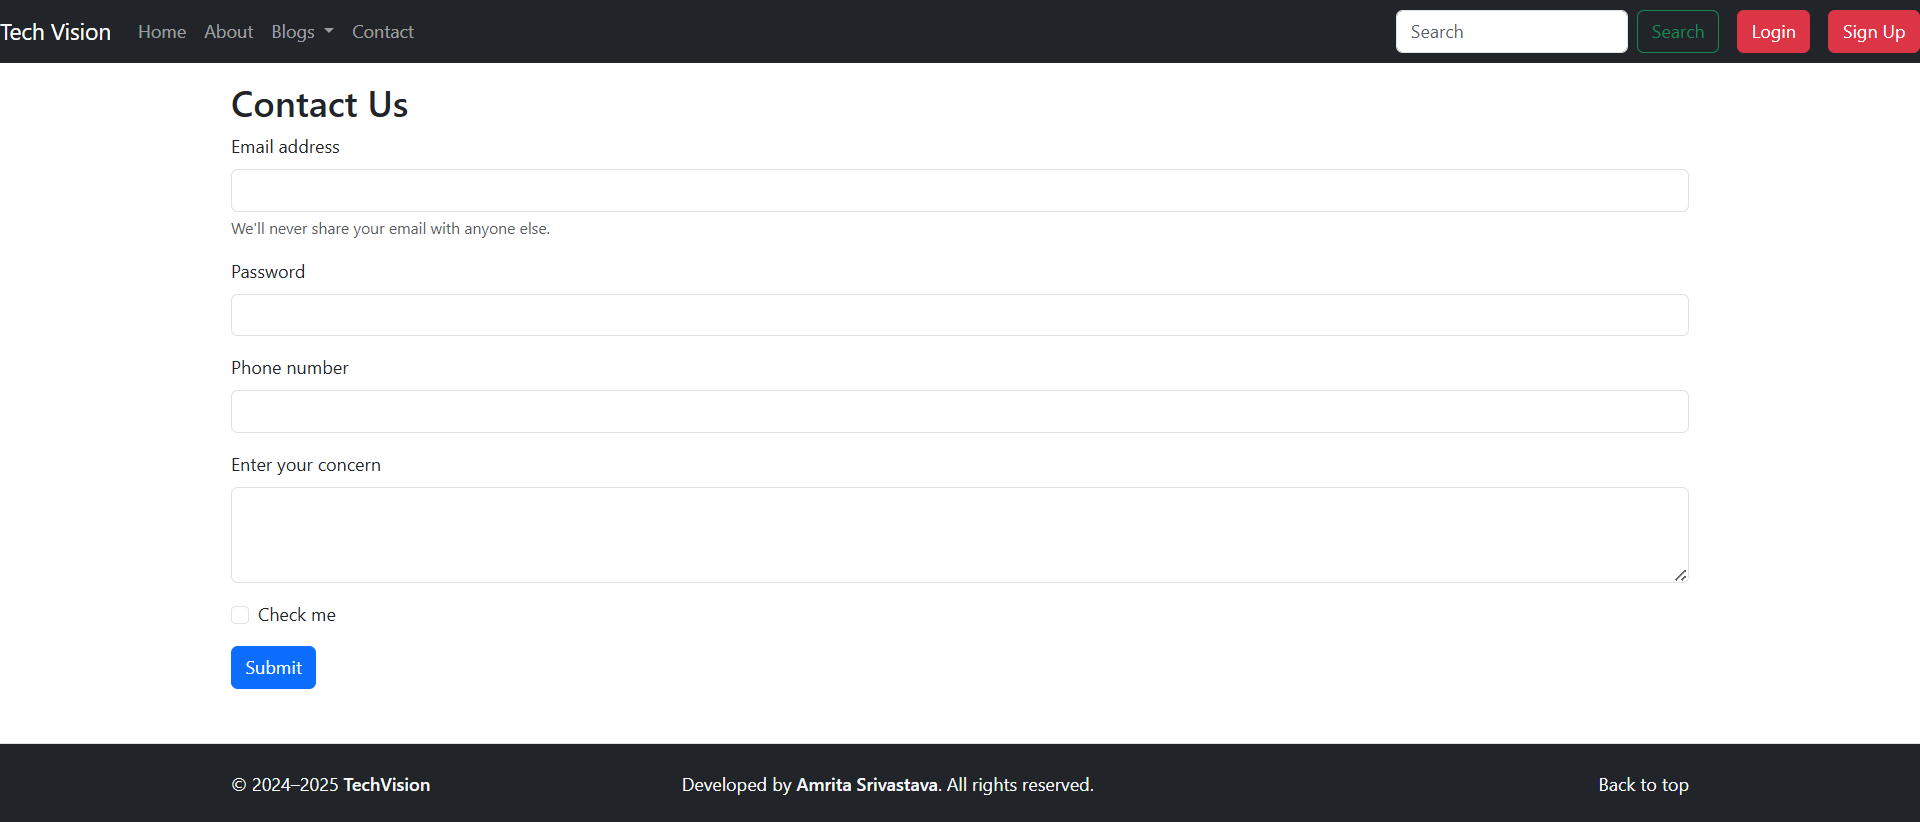 Tech Vision Home About Blogs Contact Search Search Login Sign Up
Contact Us
Email address
We'll never share your email with anyone else.
Password
Phone number
Enter your concern
Check me
Submit
© 2024–2025 TechVision Developed by Amrita Srivastava. All rights reserved. Back to top